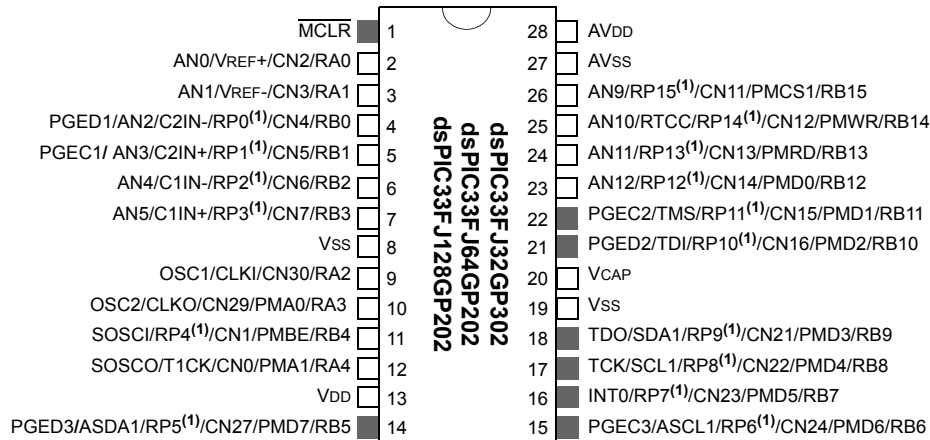 MCLR 1 28 AVDD
AN0/VREF+/CN2/RA0 2 27 AVSS
AN1/VREF-/CN3/RA1 3 26 AN9/RP15(1)/CN11/PMCS1/RB15
PGED1/AN2/C2IN-/RP0(1)/CN4/RB0 4 25 AN10/RTCC/RP14(1)/CN12/PMWR/RB14
PGEC1/ AN3/C2IN+/RP1(1)/CN5/RB1 5 24 AN11/RP13(1)/CN13/PMRD/RB13
AN4/C1IN-/RP2(1)/CN6/RB2 6 23 AN12/RP12(1)/CN14/PMD0/RB12
AN5/C1IN+/RP3(1)/CN7/RB3 7 22 PGEC2/TMS/RP11(1)/CN15/PMD1/RB11
VSS 8 21 PGED2/TDI/RP10(1)/CN16/PMD2/RB10
OSC1/CLKI/CN30/RA2 9 20 VCAP
OSC2/CLKO/CN29/PMA0/RA3 10 19 VSS
SOSCI/RP4(1)/CN1/PMBE/RB4 11 18 TDO/SDA1/RP9(1)/CN21/PMD3/RB9
SOSCO/T1CK/CN0/PMA1/RA4 12 17 TCK/SCL1/RP8(1)/CN22/PMD4/RB8
VDD 13 16 INT0/RP7(1)/CN23/PMD5/RB7
PGED3/ASDA1/RP5(1)/CN27/PMD7/RB5 14 15 PGEC3/ASCL1/RP6(1)/CN24/PMD6/RB6
dsPIC33FJ32GP302
dsPIC33FJ64GP202
dsPIC33FJ128GP202